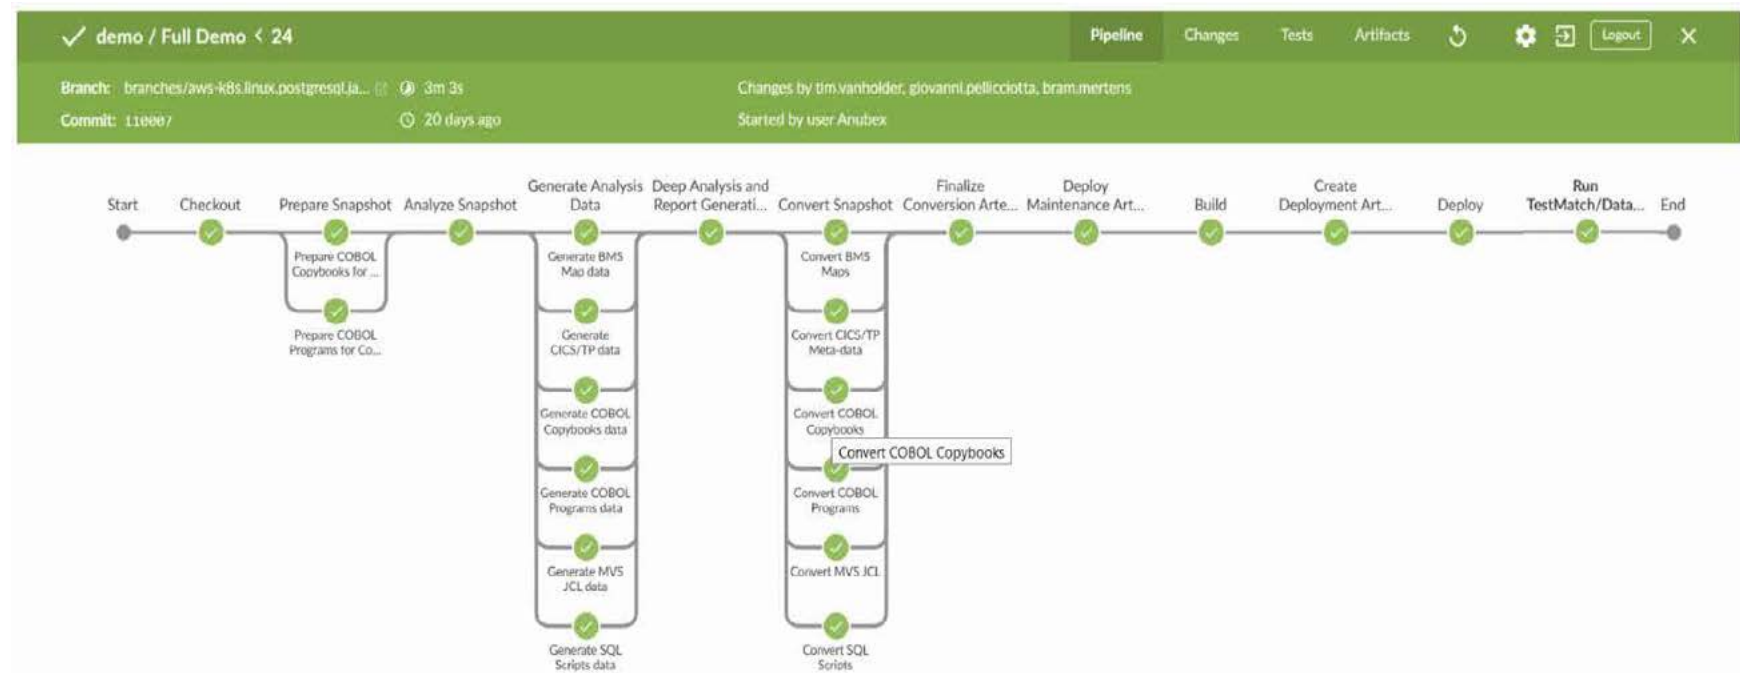 demo / Full Demo < 24
Pipeline
Changes
Tests
Artifacts
Logout
Branch: branches/aws-k8s.linux.postgresql.ja...
3m 3s
Changes by tim.vanholder, giovanni.pellicciotta, bram.mertens
Commit: 110007
20 days ago
Started by user Anubex
Start
Checkout
Prepare Snapshot
Analyze Snapshot
Generate Analysis
Data
Deep Analysis and
Report Generati...
Convert Snapshot
Finalize
Conversion Arte...
Deploy
Maintenance Art...
Build
Create
Deployment Art...
Deploy
Run
TestMatch/Data...
End
Prepare COBOL
Copybooks for ...
Prepare COBOL
Programs for Co...
Generate BMS
Map data
Generate
CICS/TP data
Generate COBOL
Copybooks data
Generate COBOL
Programs data
Generate MVS
JCL data
Generate SQL
Scripts data
Convert BMS
Maps
Convert CICS/TP
Meta-data
Convert COBOL
Copybooks
Convert COBOL Copybooks
Convert COBOL
Programs
Convert MVS JCL
Convert SQL
Scripts